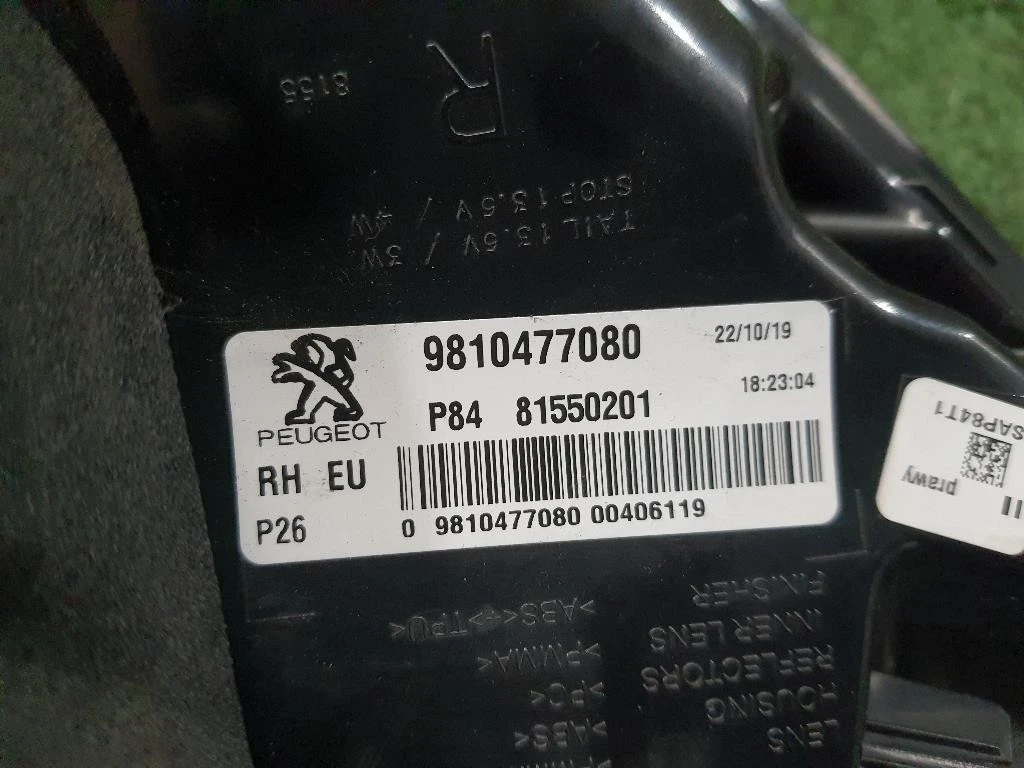 R
8155
TAIL 13.5V / 3W
STOP 13.5V / 4W
9810477080 22/10/19
P84 81550201 18:23:04
PEUGEOT
RH EU
P26
0 9810477080 00406119
SAP84T1
prawy
FINISHER >ABS<+>TPU<
INNER LENS >PMMA<
REFLECTORS >PC<
HOUSING >ABS<
LENS